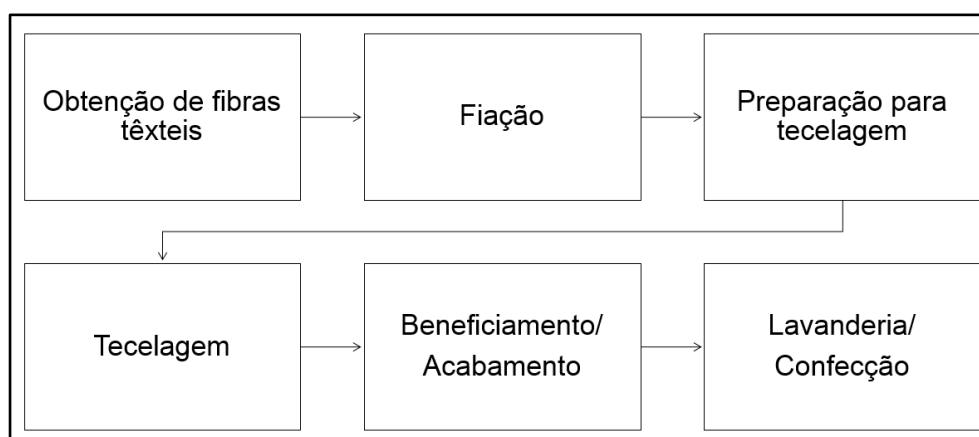 Obtenção de fibras
têxteis
Fiação
Preparação para
tecelagem
Tecelagem
Beneficiamento/
Acabamento
Lavanderia/
Confecção